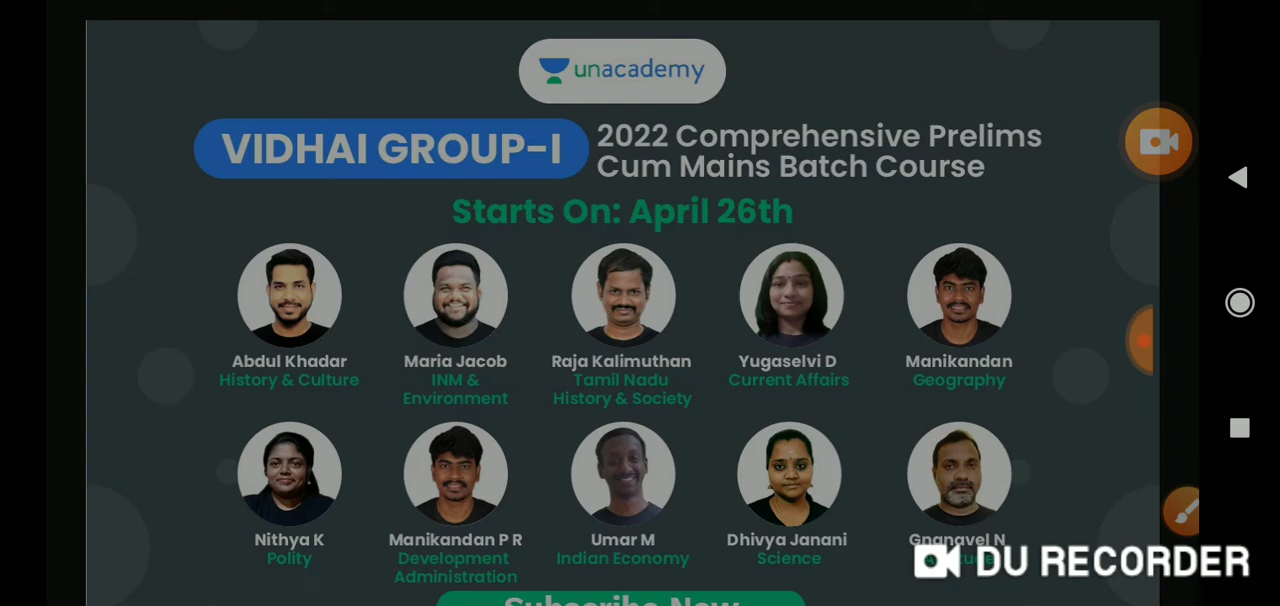 unacademy
VIDHAI GROUP-I
2022 Comprehensive Prelims
Cum Mains Batch Course
Starts On: April 26th
Abdul Khadar
History & Culture
Maria Jacob
INM &
Environment
Raja Kalimuthan
Tamil Nadu
History & Society
Yugaselvi D
Current Affairs
Manikandan
Geography
Nithya K
Polity
Manikandan P R
Development
Administration
Umar M
Indian Economy
Dhivya Janani
Science
Gnanavel N
DU RECORDER
Subscribe Now